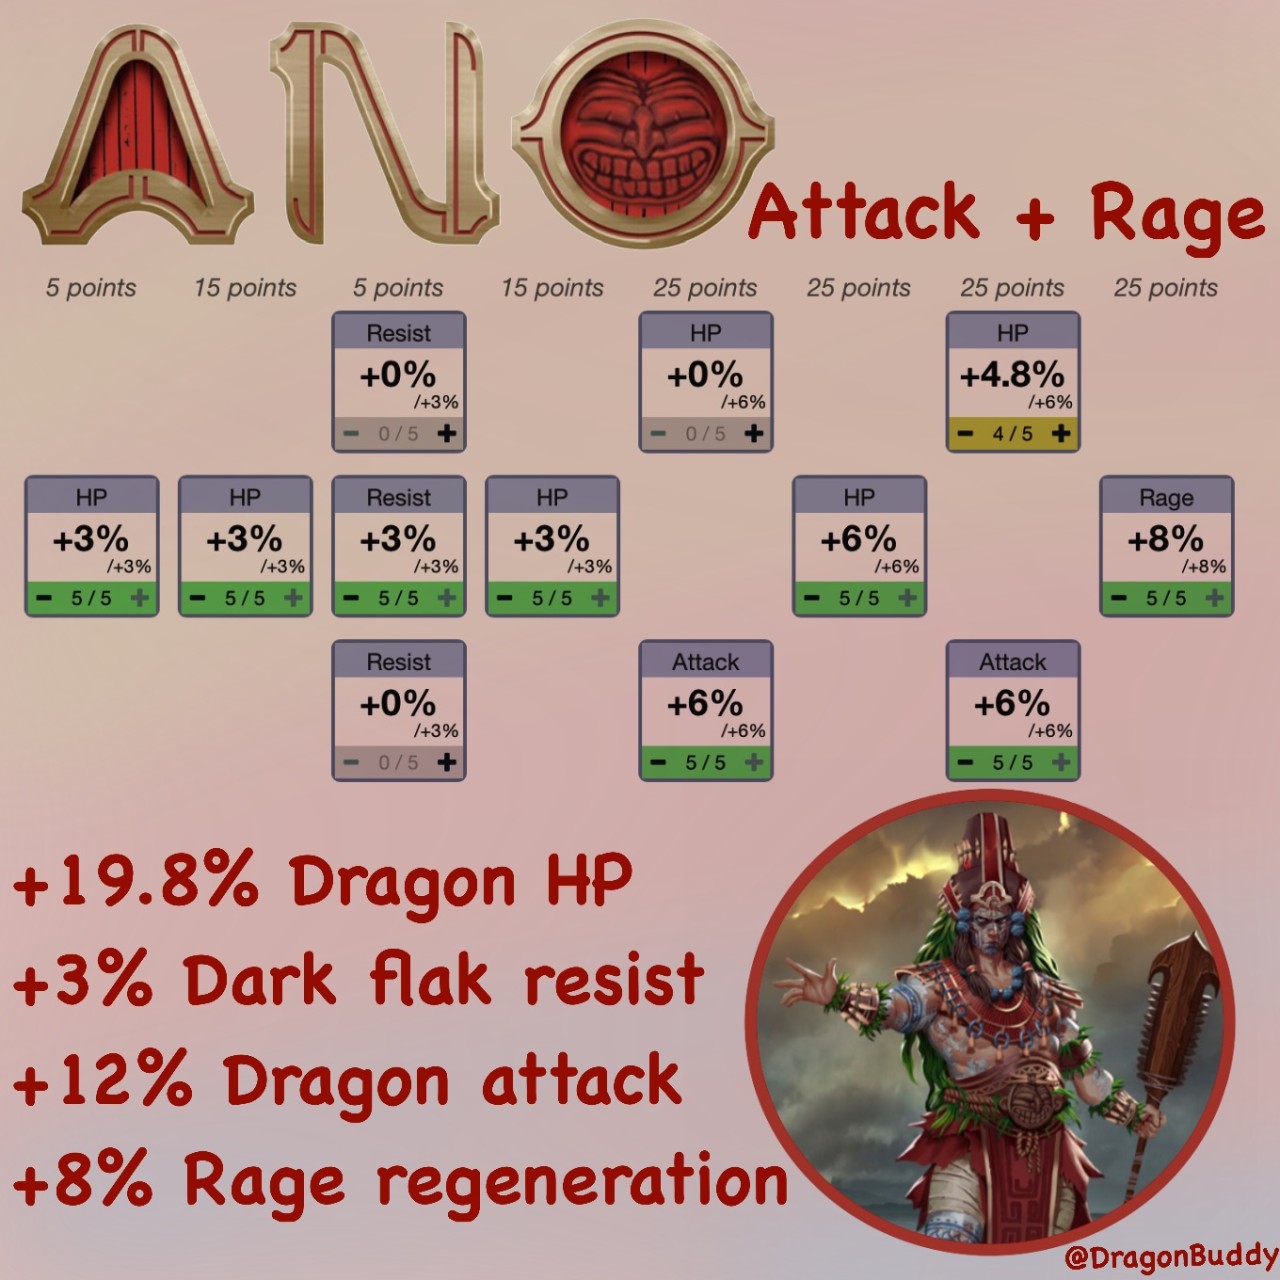 ANO
Attack + Rage
5 points 15 points 5 points 15 points 25 points 25 points 25 points 25 points
Resist HP HP
+0% +0% +4.8%
/+3% /+6% /+6%
− 0 / 5 + − 0 / 5 + − 4 / 5 +
HP HP Resist HP HP Rage
+3% +3% +3% +3% +6% +8%
/+3% /+3% /+3% /+3% /+6% /+8%
− 5 / 5 + − 5 / 5 + − 5 / 5 + − 5 / 5 + − 5 / 5 + − 5 / 5 +
Resist Attack Attack
+0% +6% +6%
/+3% /+6% /+6%
− 0 / 5 + − 5 / 5 + − 5 / 5 +
+19.8% Dragon HP
+3% Dark flak resist
+12% Dragon attack
+8% Rage regeneration
@DragonBuddy